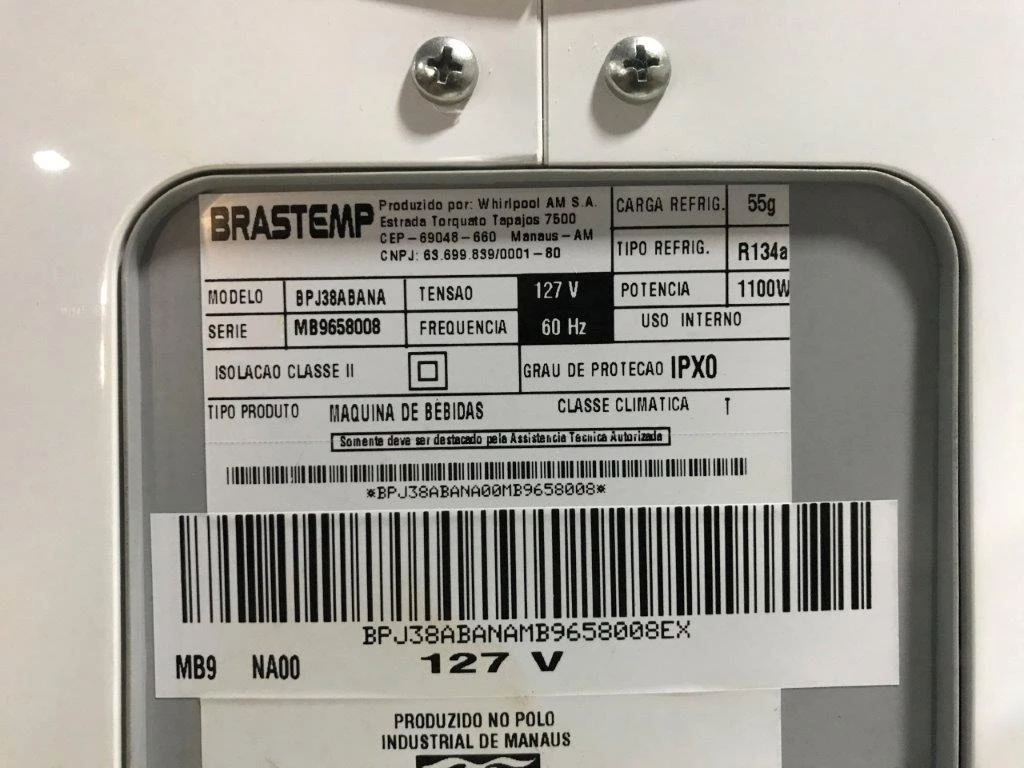 BRASTEMP
Produzido por: Whirlpool AM S.A.
Estrada Torquato Tapajos 7500
CEP-69048-660 Manaus-AM
CNPJ: 63.699.839/0001-80
CARGA REFRIG. 55g
TIPO REFRIG. R134a
MODELO BPJ38ABANA TENSAO 127 V POTENCIA 1100W
SERIE MB9658008 FREQUENCIA 60 Hz USO INTERNO
ISOLACAO CLASSE II GRAU DE PROTECAO IPX0
TIPO PRODUTO MAQUINA DE BEBIDAS CLASSE CLIMATICA T
Somente deve ser destacado pela Assistencia Tecnica Autorizada
*BPJ38ABANA00MB9658008*
BPJ38ABANAMB9658008EX
MB9 NA00 127 V
PRODUZIDO NO POLO
INDUSTRIAL DE MANAUS